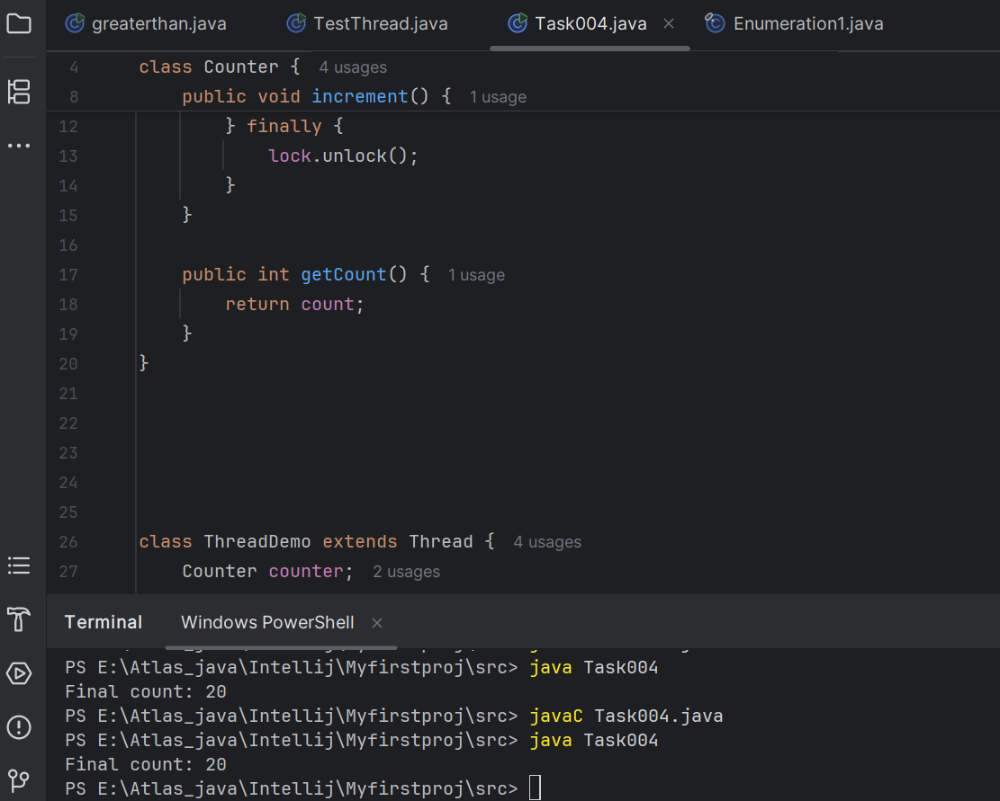 greaterthan.java TestThread.java Task004.java Enumeration1.java
4 class Counter { 4 usages
8 public void increment() { 1 usage
12 } finally {
13 lock.unlock();
14 }
15 }
16
17 public int getCount() { 1 usage
18 return count;
19 }
20 }
21
22
23
24
25
26 class ThreadDemo extends Thread { 4 usages
27 Counter counter; 2 usages
Terminal Windows PowerShell
PS E:\Atlas_java\Intellij\Myfirstproj\src> java Task004
Final count: 20
PS E:\Atlas_java\Intellij\Myfirstproj\src> javaC Task004.java
PS E:\Atlas_java\Intellij\Myfirstproj\src> java Task004
Final count: 20
PS E:\Atlas_java\Intellij\Myfirstproj\src>